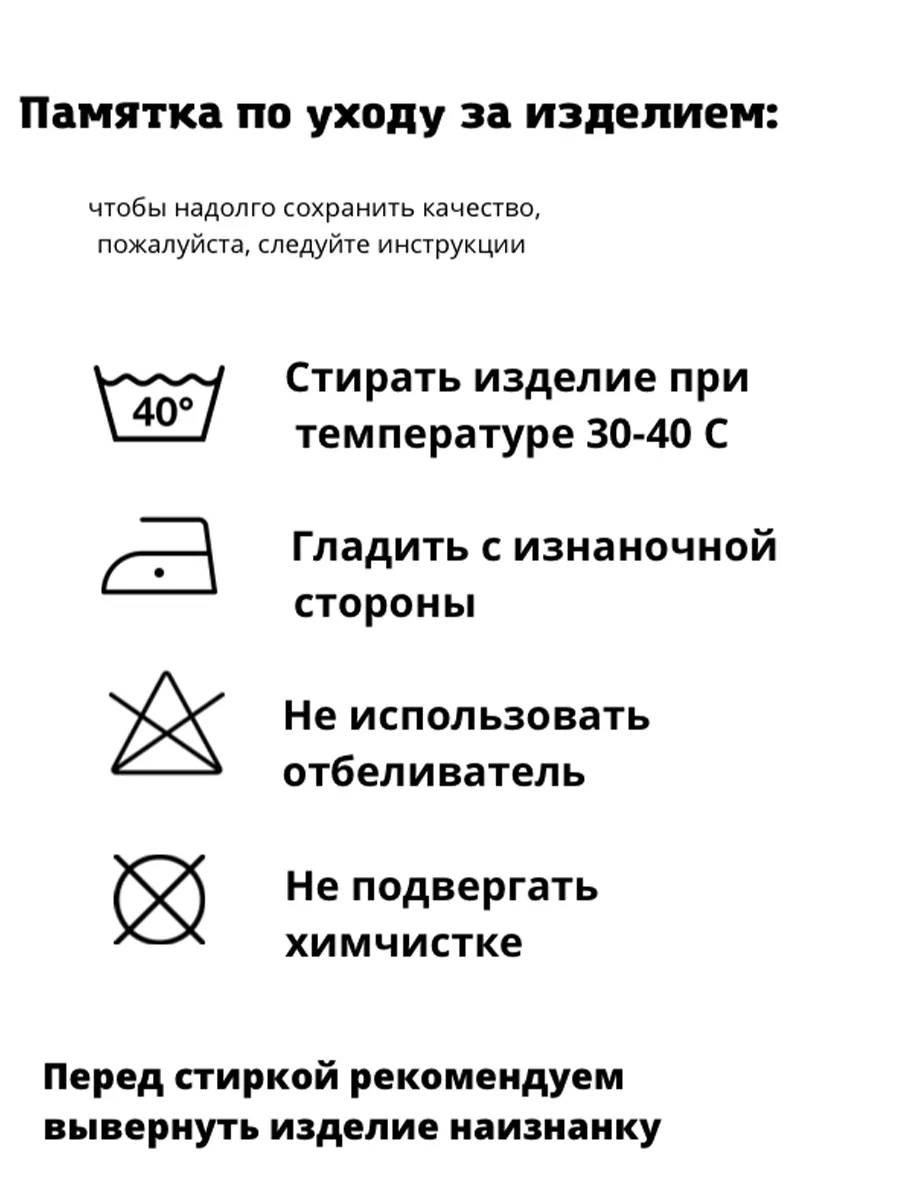 Памятка по уходу за изделием:
чтобы надолго сохранить качество,
пожалуйста, следуйте инструкции
40°
Стирать изделие при
температуре 30-40 С
Гладить с изнаночной
стороны
Не использовать
отбеливатель
Не подвергать
химчистке
Перед стиркой рекомендуем
вывернуть изделие наизнанку